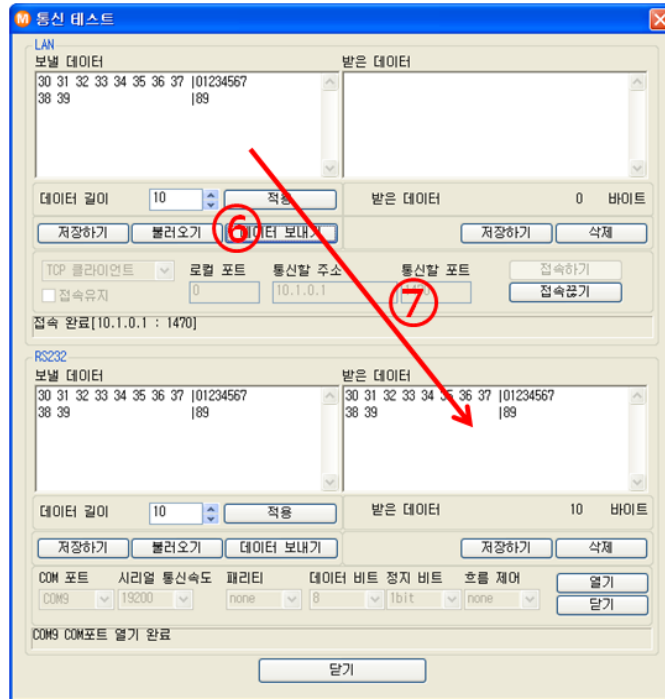 M 통신 테스트
LAN
보낼 데이터 받은 데이터
30 31 32 33 34 35 36 37 |01234567
38 39 |89
데이터 길이 10 적용 받은 데이터 0 바이트
저장하기 불러오기 ⑥ 데이터 보내기 저장하기 삭제
TCP 클라이언트 로컬 포트 통신할 주소 통신할 포트 접속하기
접속유지 0 10.1.0.1 ⑦ 접속끊기
접속 완료[10.1.0.1 : 1470]
RS232
보낼 데이터 받은 데이터
30 31 32 33 34 35 36 37 |01234567 30 31 32 33 34 35 36 37 |01234567
38 39 |89 38 39 |89
데이터 길이 10 적용 받은 데이터 10 바이트
저장하기 불러오기 데이터 보내기 저장하기 삭제
COM 포트 시리얼 통신속도 패리티 데이터 비트 정지 비트 흐름 제어 열기
COM9 19200 none 8 1bit none 닫기
COM9 COM포트 열기 완료
닫기